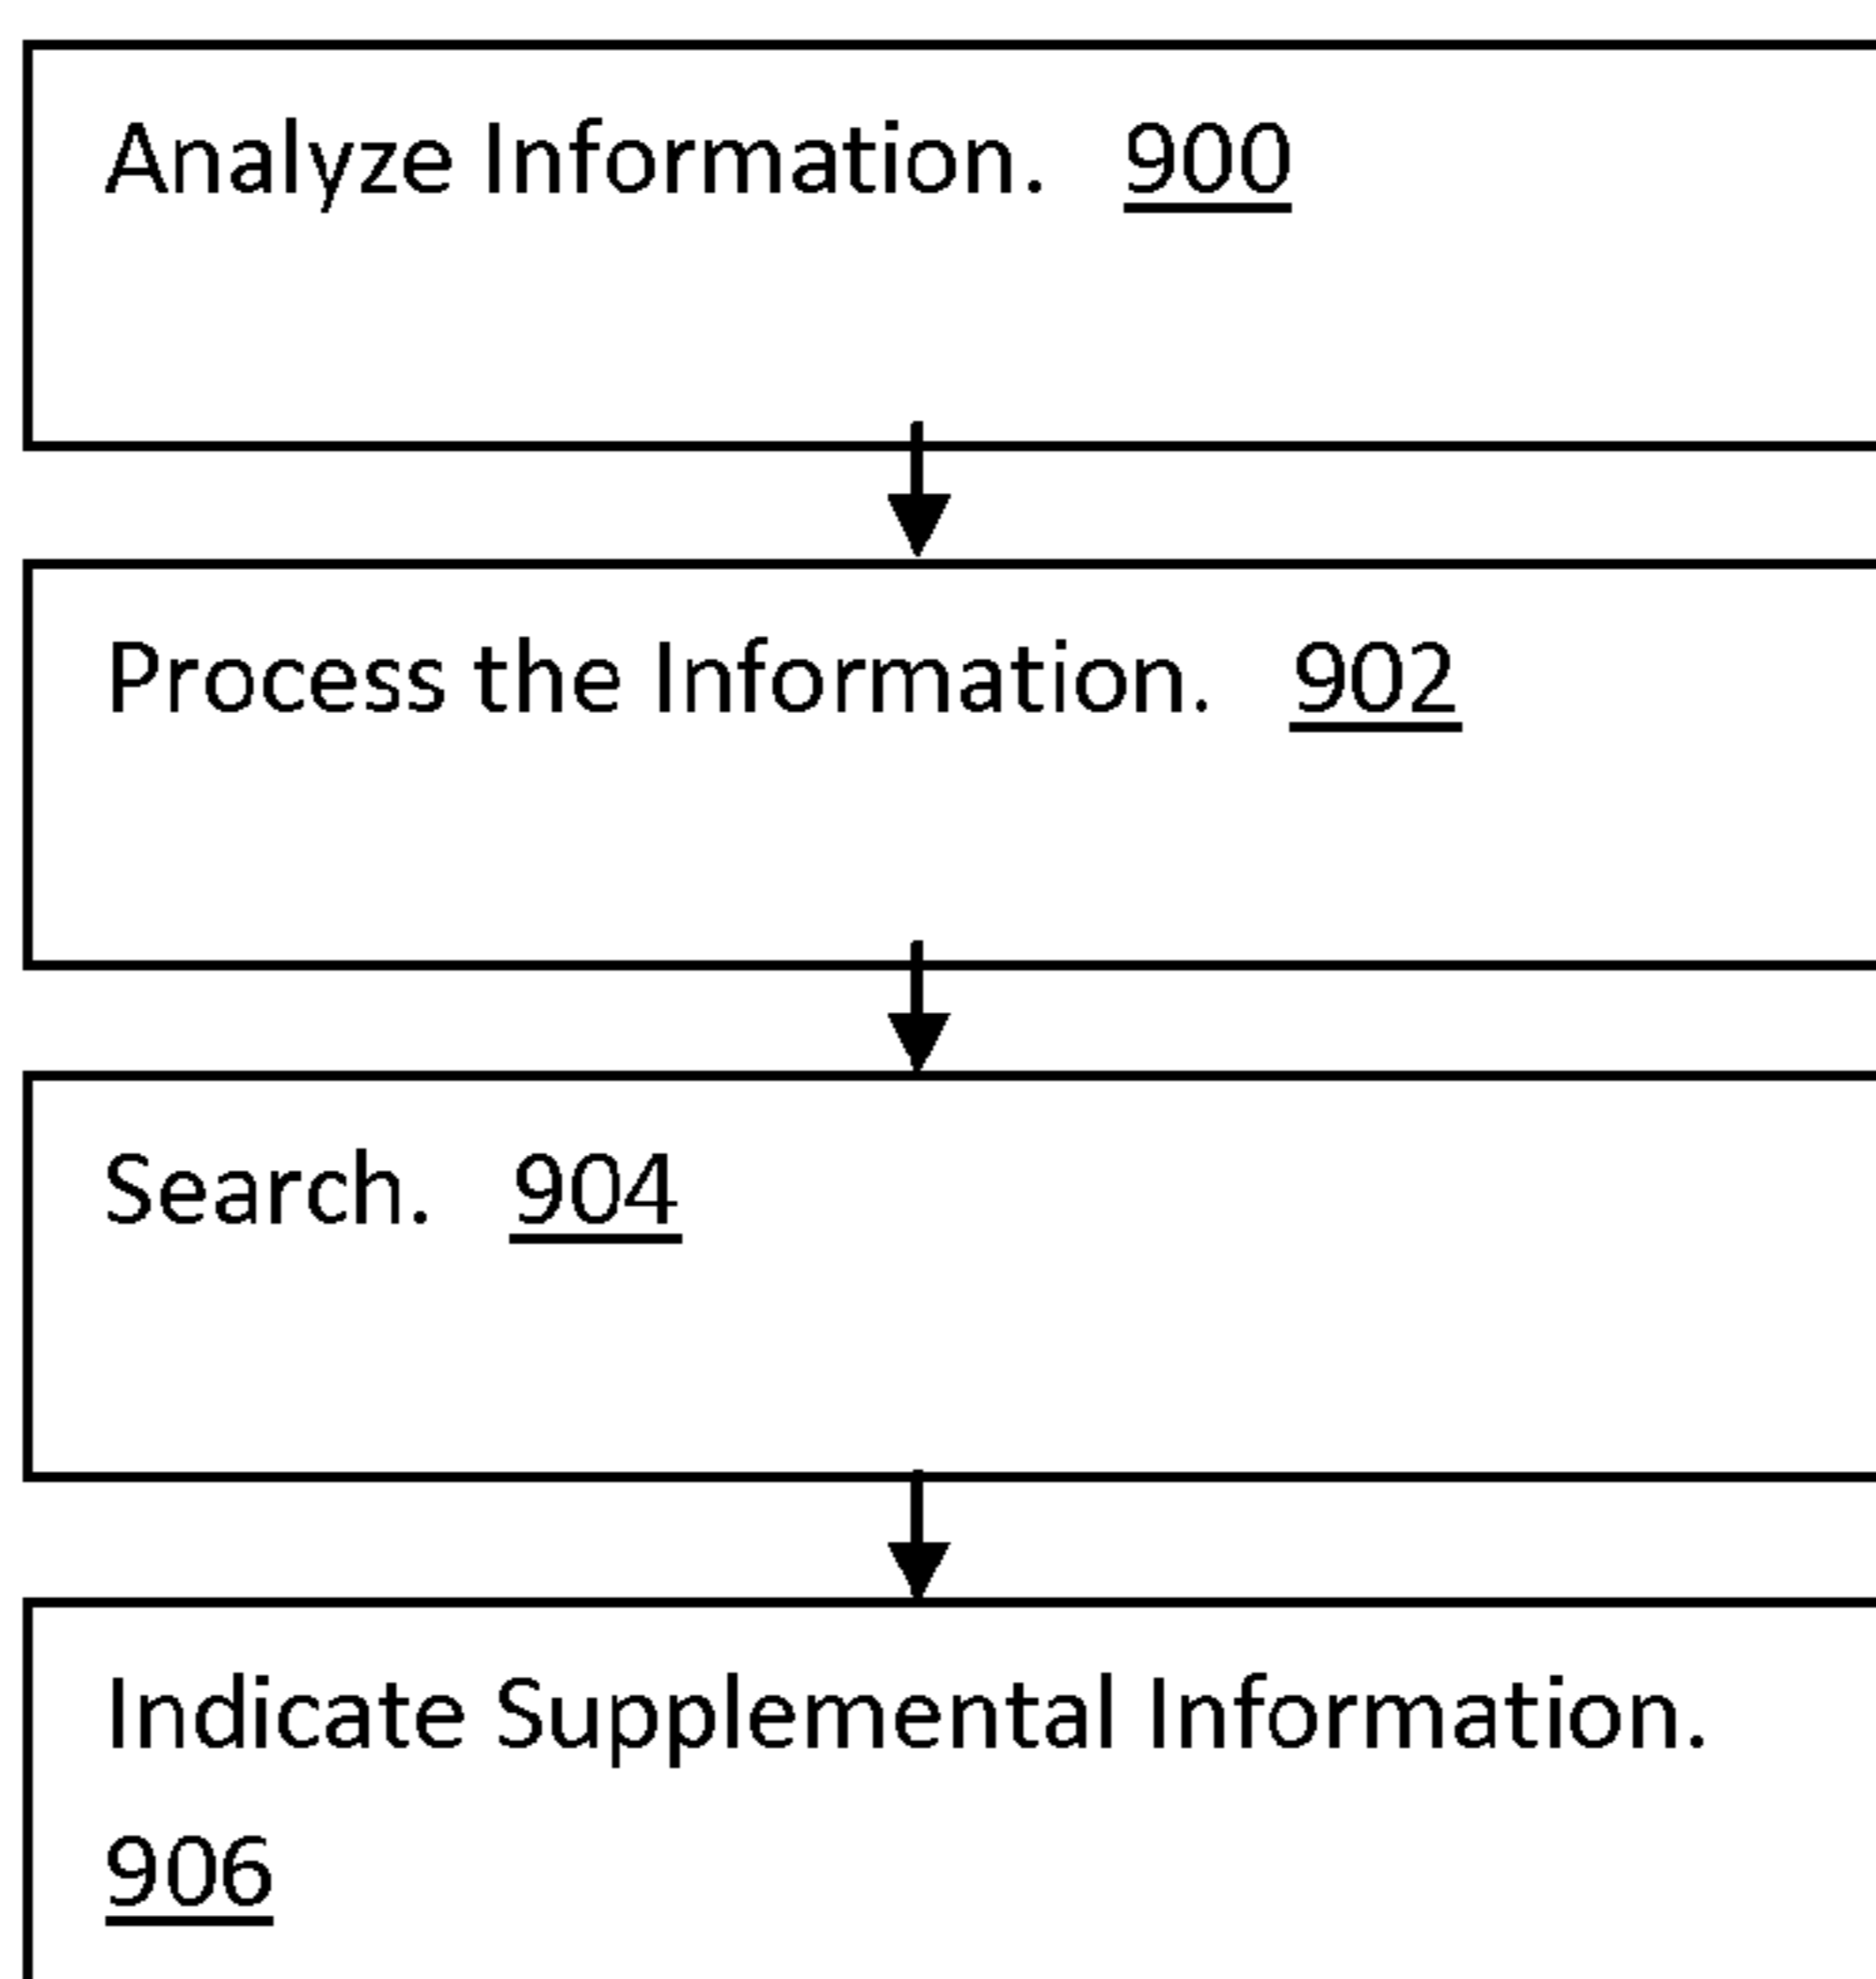 Analyze Information. 900
Process the Information. 902
Search. 904
Indicate Supplemental Information.
906